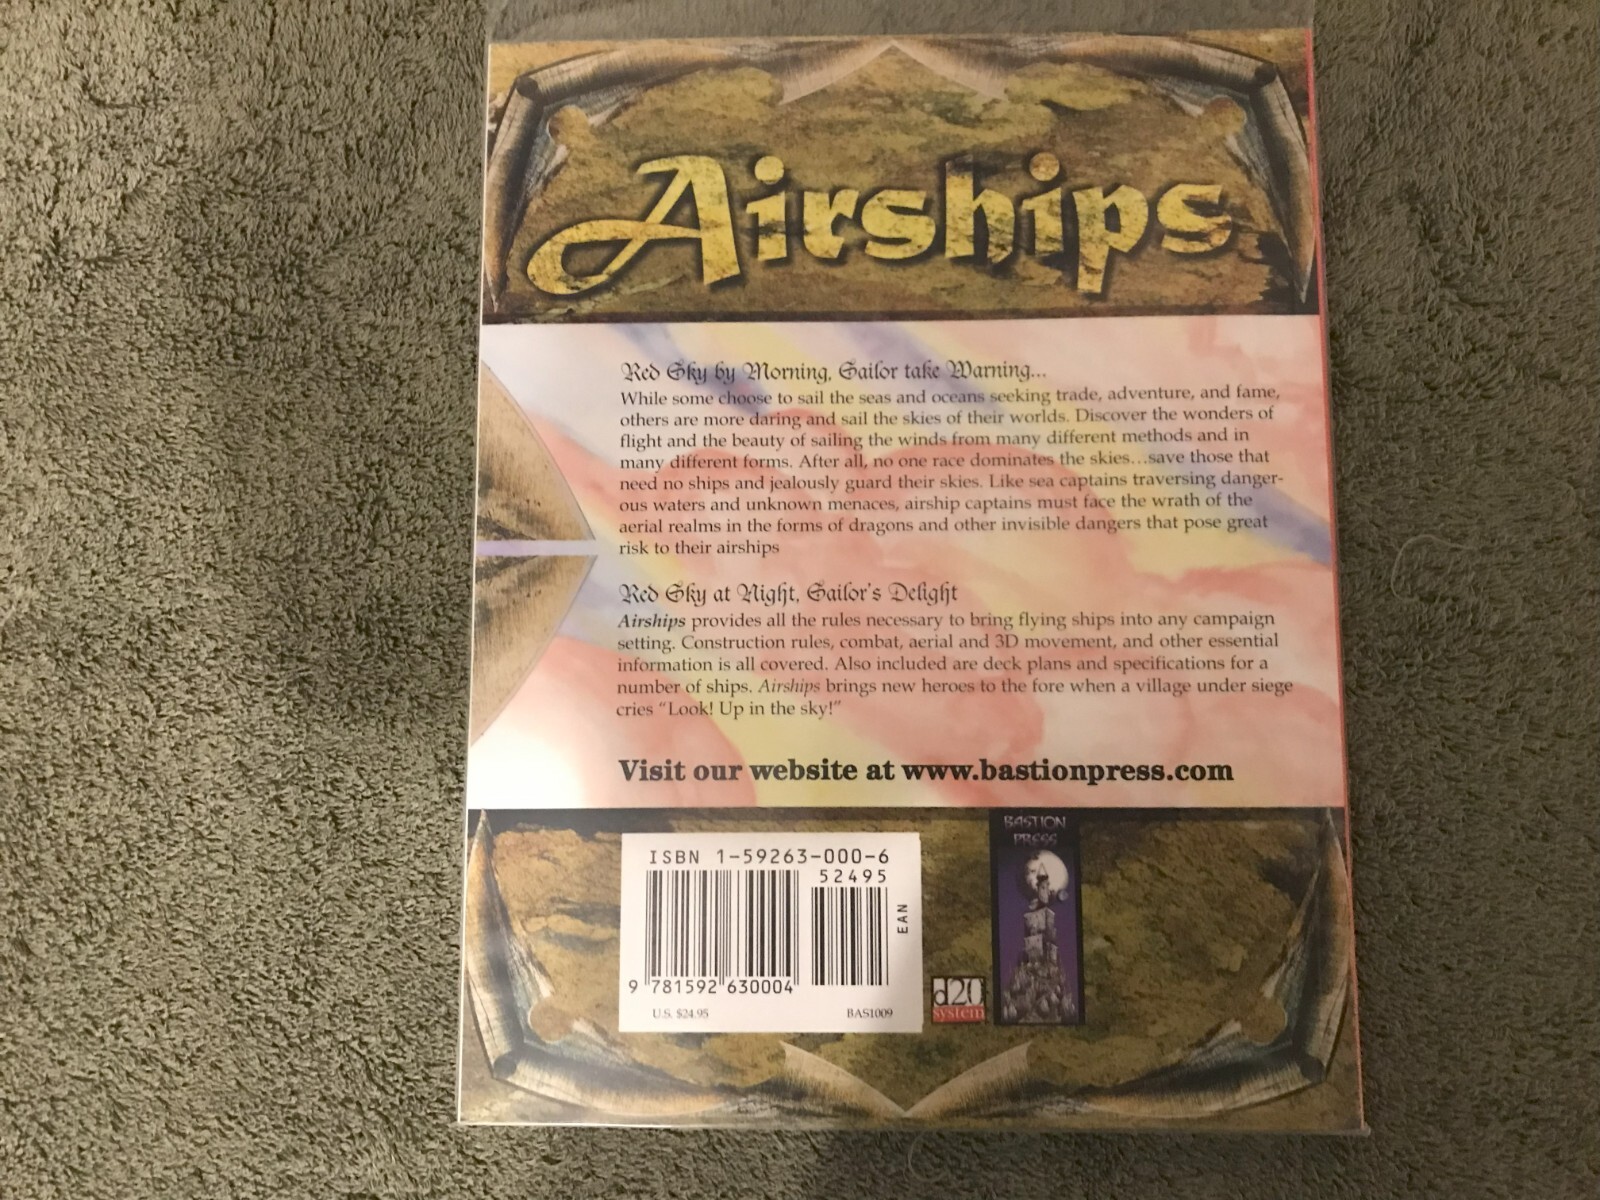 Airships
Red Sky by Morning, Sailor take Warning...
While some choose to sail the seas and oceans seeking trade, adventure, and fame,
others are more daring and sail the skies of their worlds. Discover the wonders of
flight and the beauty of sailing the winds from many different methods and in
many different forms. After all, no one race dominates the skies…save those that
need no ships and jealously guard their skies. Like sea captains traversing danger-
ous waters and unknown menaces, airship captains must face the wrath of the
aerial realms in the forms of dragons and other invisible dangers that pose great
risk to their airships
Red Sky at Night, Sailor's Delight
Airships provides all the rules necessary to bring flying ships into any campaign
setting. Construction rules, combat, aerial and 3D movement, and other essential
information is all covered. Also included are deck plans and specifications for a
number of ships. Airships brings new heroes to the fore when a village under siege
cries “Look! Up in the sky!”
Visit our website at www.bastionpress.com
ISBN 1-59263-000-6
52495
EAN
9 781592 630004
U.S. $24.95 BAS1009
d20
system
BASTION
PRESS